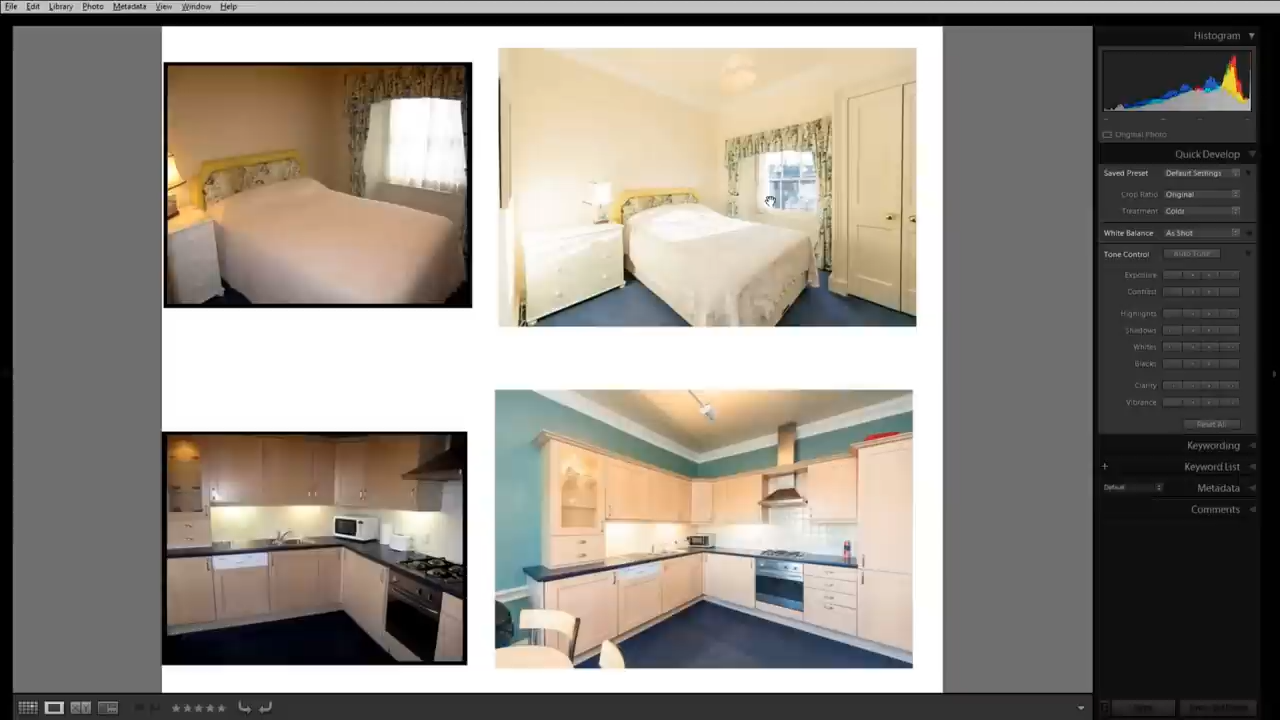 File Edit Library Photo Metadata View Window Help
Histogram
Original Photo
Quick Develop
Saved Preset Default Settings
Crop Ratio Original
Treatment Color
White Balance As Shot
Tone Control Auto Tone
Exposure
Contrast
Highlights
Shadows
Whites
Blacks
Clarity
Vibrance
Reset All
Keywording
+ Keyword List
Default Metadata
Comments